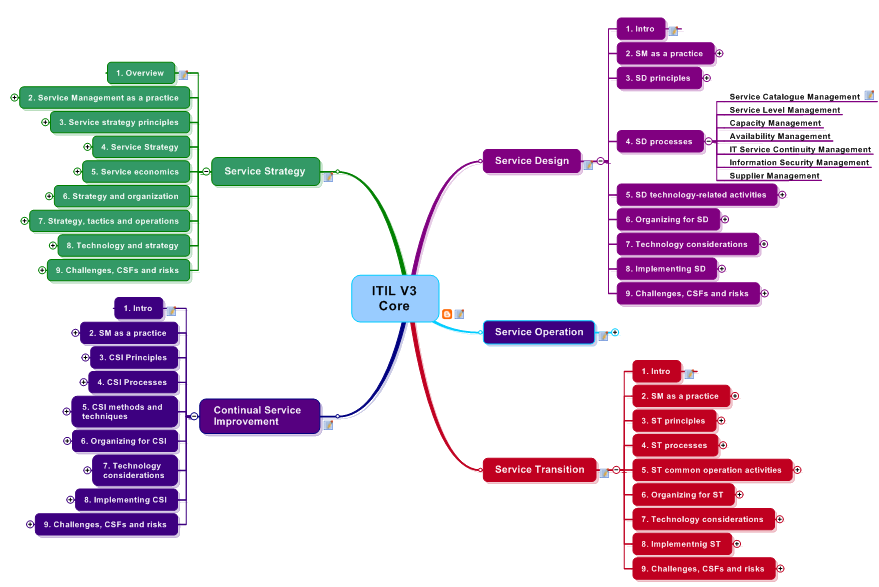 ITIL V3
Core
Service Strategy
1. Overview
2. Service Management as a practice
3. Service strategy principles
4. Service Strategy
5. Service economics
6. Strategy and organization
7. Strategy, tactics and operations
8. Technology and strategy
9. Challenges, CSFs and risks
Service Design
1. Intro
2. SM as a practice
3. SD principles
4. SD processes
Service Catalogue Management
Service Level Management
Capacity Management
Availability Management
IT Service Continuity Management
Information Security Management
Supplier Management
5. SD technology-related activities
6. Organizing for SD
7. Technology considerations
8. Implementing SD
9. Challenges, CSFs and risks
Service Operation
Continual Service
Improvement
1. Intro
2. SM as a practice
3. CSI Principles
4. CSI Processes
5. CSI methods and
techniques
6. Organizing for CSI
7. Technology
considerations
8. Implementing CSI
9. Challenges, CSFs and risks
Service Transition
1. Intro
2. SM as a practice
3. ST principles
4. ST processes
5. ST common operation activities
6. Organizing for ST
7. Technology considerations
8. Implementnig ST
9. Challenges, CSFs and risks